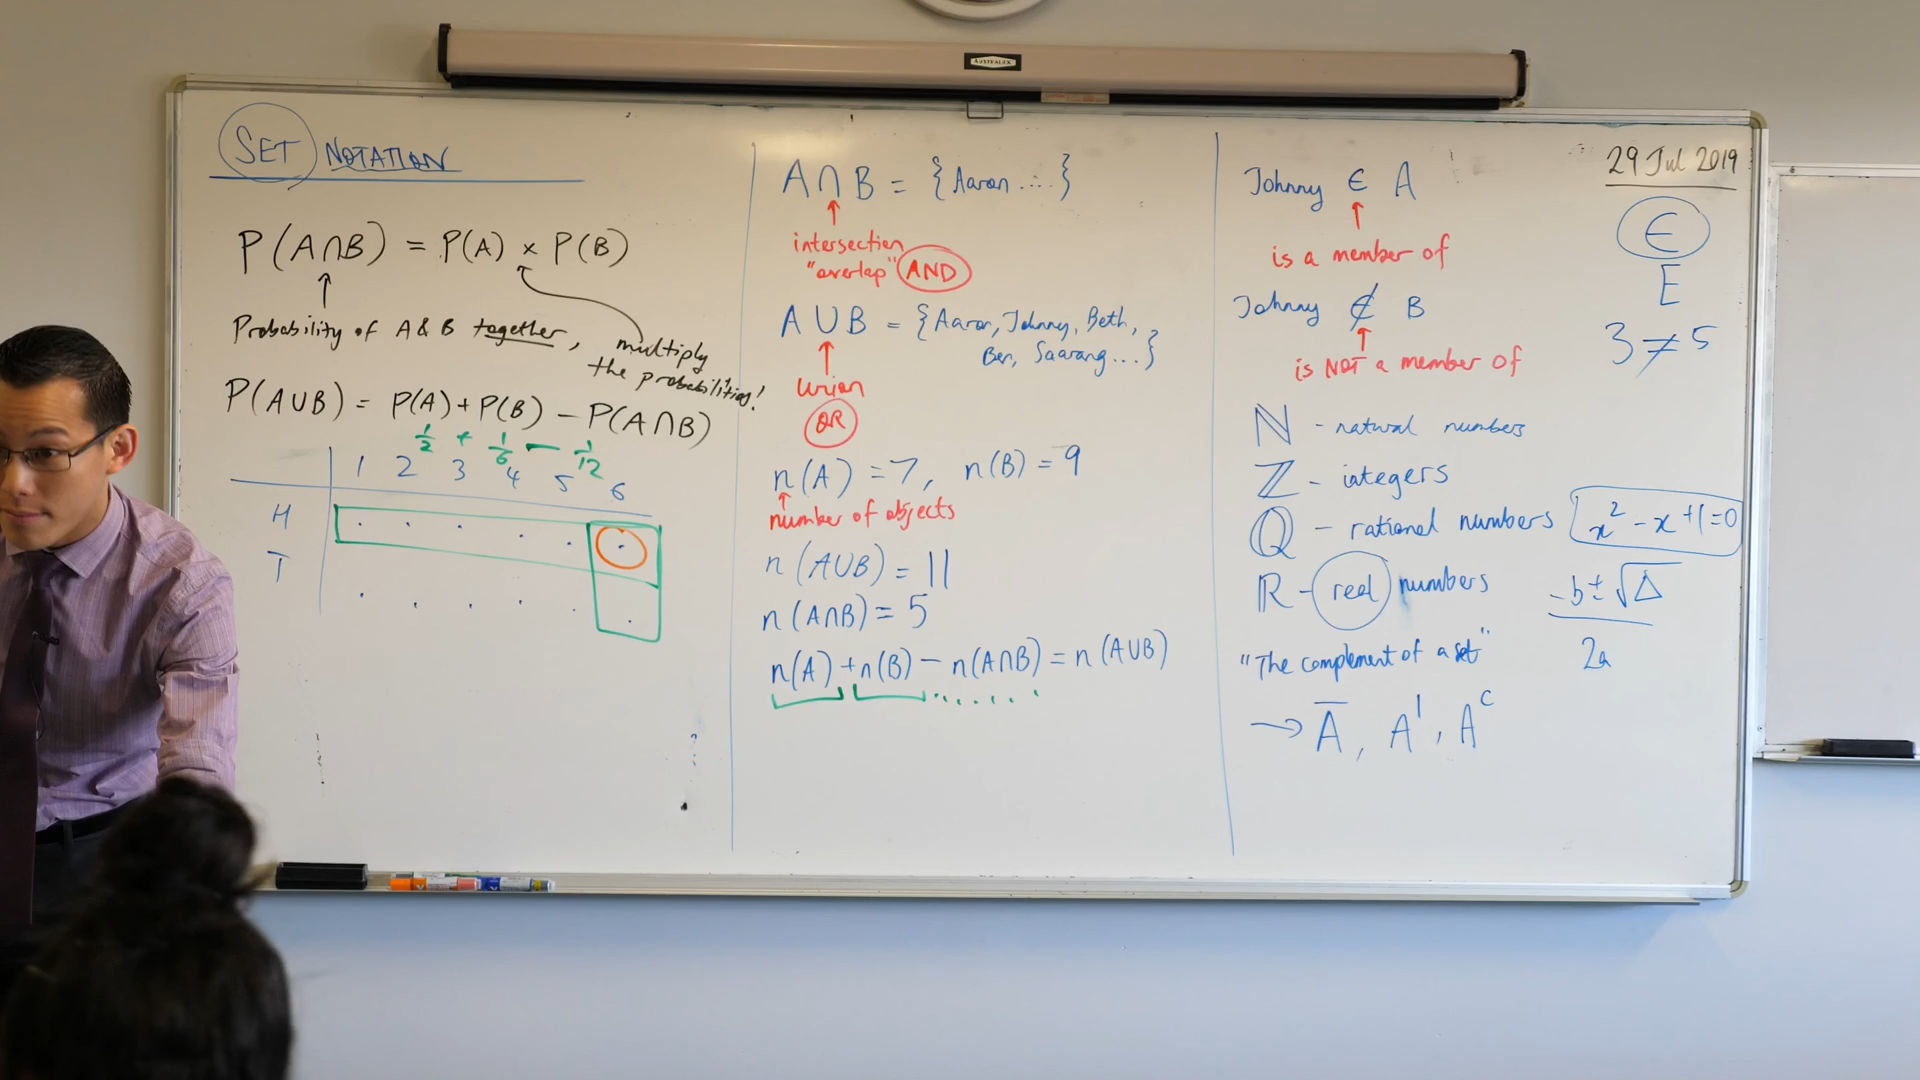 AUSTRALEX
SET NOTATION
P(A∩B) = P(A) × P(B)
↑
Probability of A & B together,
multiply
the probabilities!
P(A∪B) = P(A) + P(B) − P(A∩B)
1/2 + 1/6 − 1/12
1 2 3 4 5 6
H
T
A∩B = {Aaron ...}
↑
intersection
"overlap" AND
A∪B = {Aaron, Johnny, Beth,
Ben, Saarang...}
↑
union
OR
n(A) = 7, n(B) = 9
↑
number of objects
n(A∪B) = 11
n(A∩B) = 5
n(A) + n(B) − n(A∩B) = n(A∪B)
Johnny ∈ A
↑
is a member of
Johnny ∉ B
↑
is NOT a member of
ℕ - natural numbers
ℤ - integers
ℚ - rational numbers
ℝ - real numbers
"The complement of a set"
→ A̅, A', Aᶜ
29 Jul 2019
∈
E
3 ≠ 5
x² − x + 1 = 0
−b ± √Δ
2a